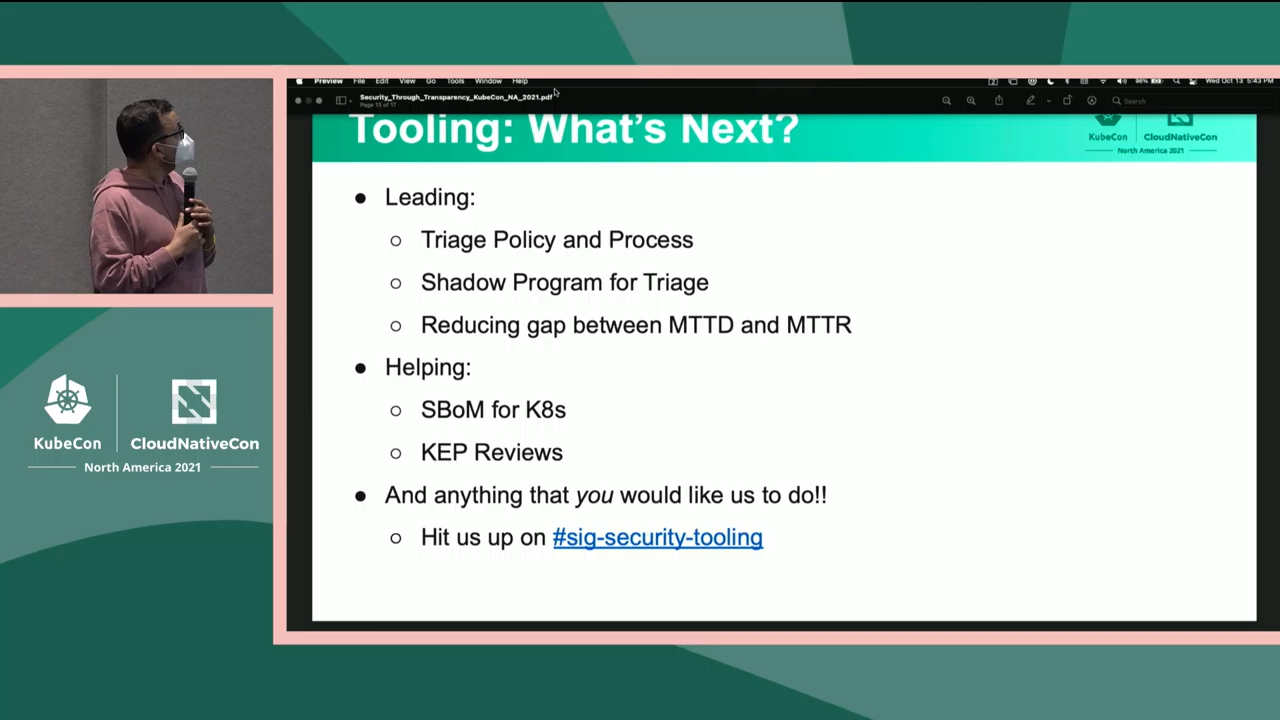 Preview File Edit View Go Tools Window Help
96%
Wed Oct 13 5:43 PM
Security_Through_Transparency_KubeCon_NA_2021.pdf
Page 13 of 17
Search
Tooling: What's Next?
KubeCon CloudNativeCon
North America 2021
● Leading:
○ Triage Policy and Process
○ Shadow Program for Triage
○ Reducing gap between MTTD and MTTR
● Helping:
○ SBoM for K8s
○ KEP Reviews
● And anything that you would like us to do!!
○ Hit us up on #sig-security-tooling
KubeCon CloudNativeCon
North America 2021